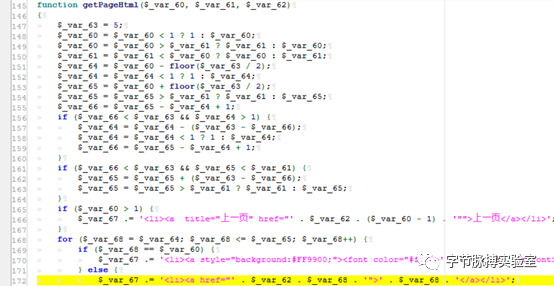 145 function getPageHtml($_var_60, $_var_61, $_var_62)
146 {
147 $_var_63 = 5;
148 $_var_60 = $_var_60 < 1 ? 1 : $_var_60;
149 $_var_60 = $_var_60 > $_var_61 ? $_var_61 : $_var_60;
150 $_var_61 = $_var_61 < $_var_60 ? $_var_60 : $_var_61;
151 $_var_64 = $_var_60 - floor($_var_63 / 2);
152 $_var_64 = $_var_64 < 1 ? 1 : $_var_64;
153 $_var_65 = $_var_60 + floor($_var_63 / 2);
154 $_var_65 = $_var_65 > $_var_61 ? $_var_61 : $_var_65;
155 $_var_66 = $_var_65 - $_var_64 + 1;
156 if ($_var_66 < $_var_63 && $_var_64 > 1) {
157 $_var_64 = $_var_64 - ($_var_63 - $_var_66);
158 $_var_64 = $_var_64 < 1 ? 1 : $_var_64;
159 $_var_66 = $_var_65 - $_var_64 + 1;
160 }
161 if ($_var_66 < $_var_63 && $_var_65 < $_var_61) {
162 $_var_65 = $_var_65 + ($_var_63 - $_var_66);
163 $_var_65 = $_var_65 > $_var_61 ? $_var_61 : $_var_65;
164 }
165 if ($_var_60 > 1) {
166 $_var_67 .= '<li><a  title="上一页" href="' . $_var_62 . ($_var_60 - 1) . '"">上一页</a></li>';
167 }
168 for ($_var_68 = $_var_64; $_var_68 <= $_var_65; $_var_68++) {
169 if ($_var_68 == $_var_60) {
170 $_var_67 .= '<li><a style="background:#FF9900;"><font color="#
171 } else {
172 $_var_67 .= '<li><a href="' . $_var_62 . $_var_68 . '">' . $_var_68 . '</a></li>';
字节脉搏实验室